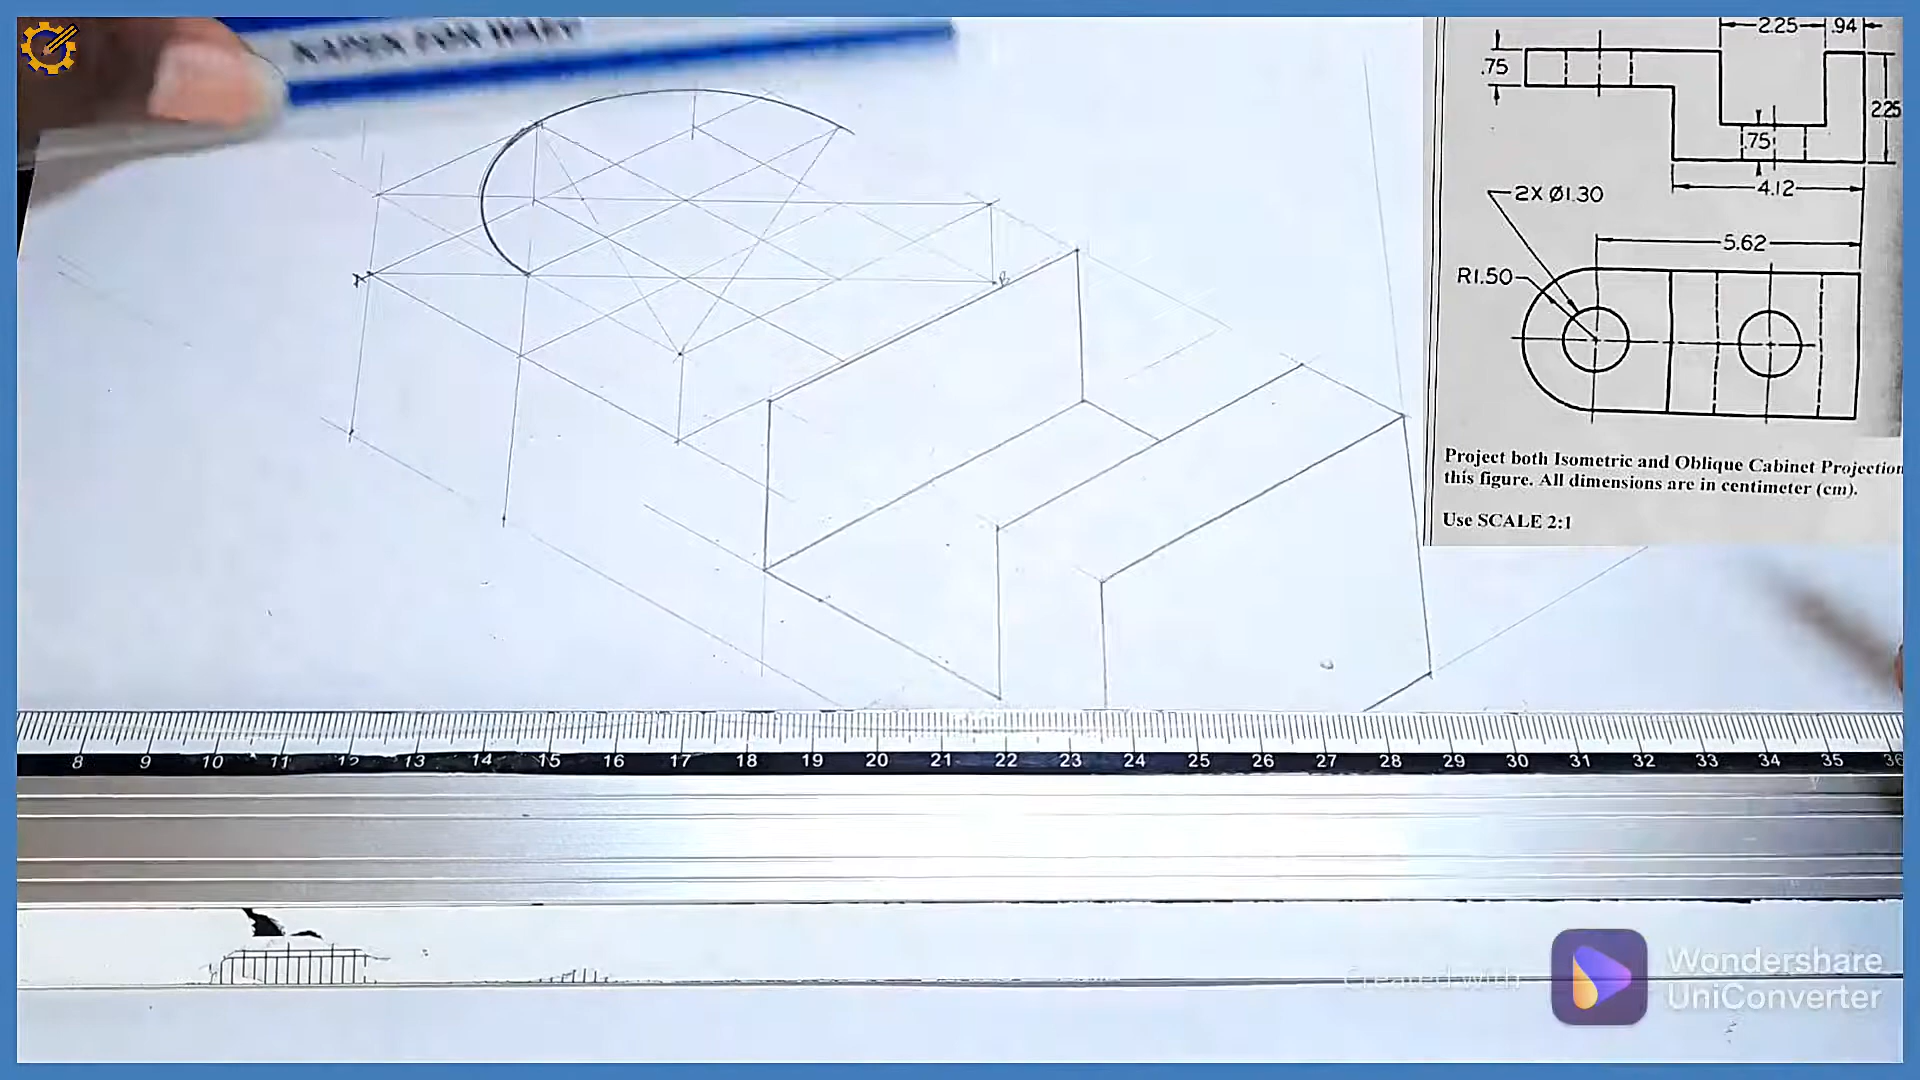 2.25 .94
.75
2.25
.75
4.12
2X Ø1.30
5.62
R1.50
A
B
Project both Isometric and Oblique Cabinet Projection
this figure. All dimensions are in centimeter (cm).
Use SCALE 2:1
8 9 10 11 12 13 14 15 16 17 18 19 20 21 22 23 24 25 26 27 28 29 30 31 32 33 34 35 36
Created with
Wondershare
UniConverter